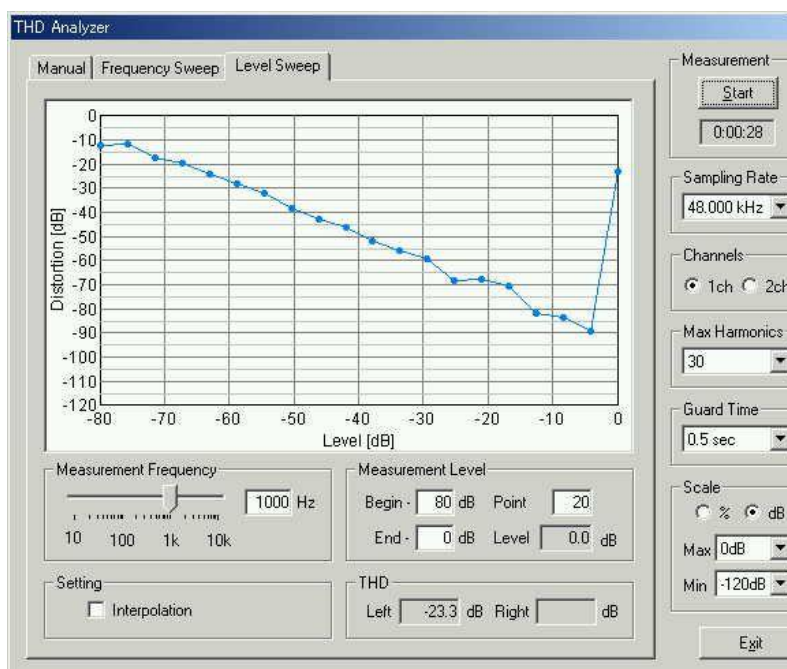 THD Analyzer
Manual
Frequency Sweep
Level Sweep
Distortion [dB]
0
-10
-20
-30
-40
-50
-60
-70
-80
-90
-100
-110
-120
-80 -70 -60 -50 -40 -30 -20 -10 0
Level [dB]
Measurement Frequency
1000 Hz
10 100 1k 10k
Measurement Level
Begin - 80 dB Point 20
End - 0 dB Level 0.0 dB
Setting
Interpolation
THD
Left -23.3 dB Right dB
Measurement
Start
0:00:28
Sampling Rate
48.000 kHz
Channels
1ch 2ch
Max Harmonics
30
Guard Time
0.5 sec
Scale
% dB
Max 0dB
Min -120dB
Exit